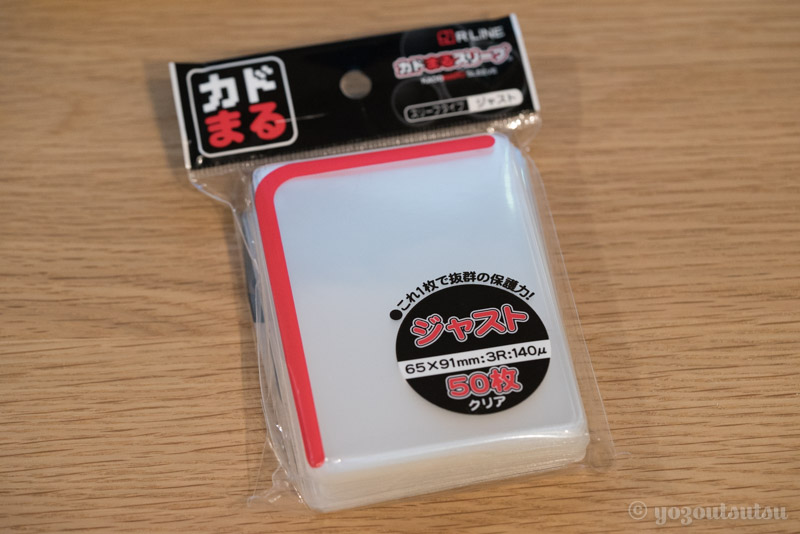 R LINE
カドまるスリーブ
スリーブタイプ ジャスト
カド
まる
これ1枚で抜群の保護力!
ジャスト
65×91mm:3R:140μ
50枚
クリア
© yozoutsutsu